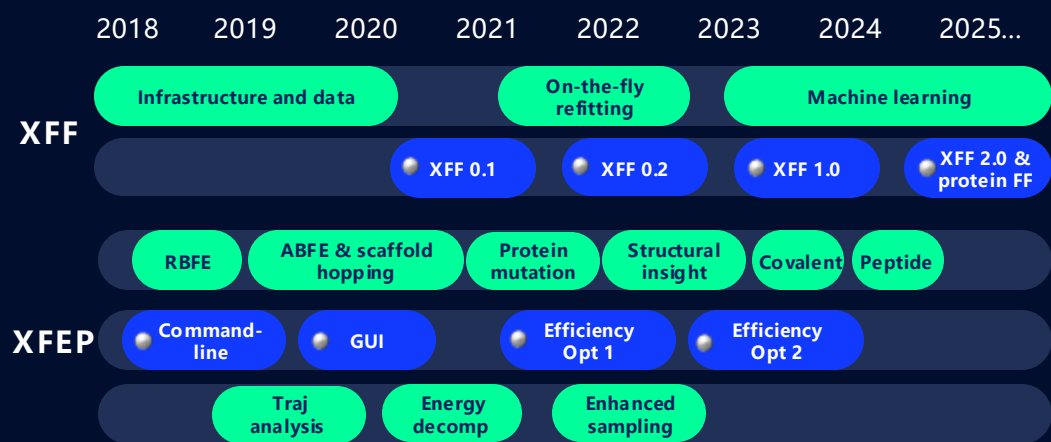 2018 2019 2020 2021 2022 2023 2024 2025...
XFF
Infrastructure and data
On-the-fly
refitting
Machine learning
XFF 0.1
XFF 0.2
XFF 1.0
XFF 2.0 &
protein FF
XFEP
RBFE
ABFE & scaffold
hopping
Protein
mutation
Structural
insight
Covalent
Peptide
Command-
line
GUI
Efficiency
Opt 1
Efficiency
Opt 2
Traj
analysis
Energy
decomp
Enhanced
sampling